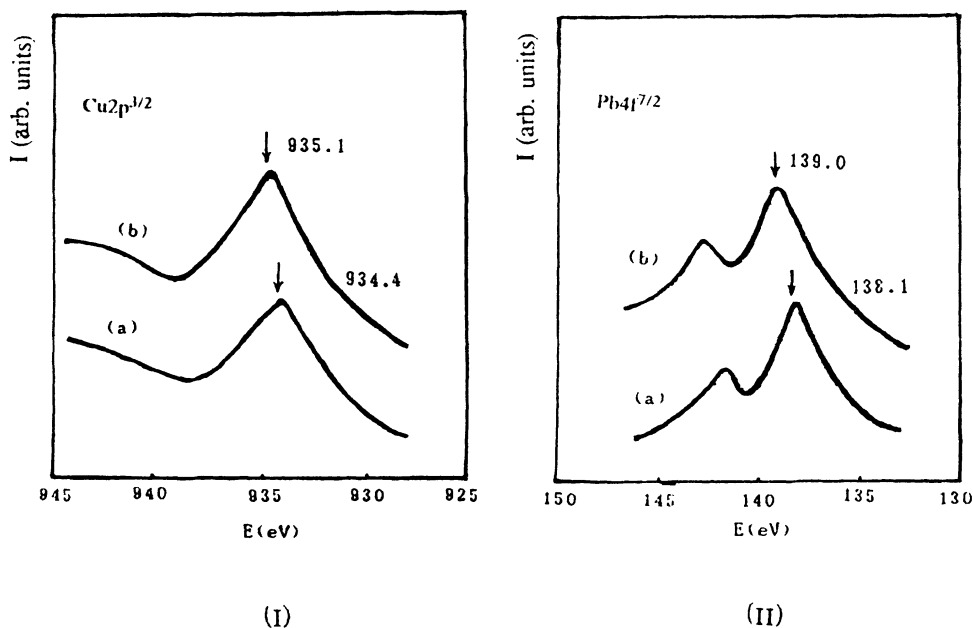 I (arb. units)
Cu2p3/2
935.1
(b)
934.4
(a)
945 940 935 930 925
E(eV)
(I)
I (arb. units)
Pb4f7/2
139.0
(b)
138.1
(a)
150 145 140 135 130
E(eV)
(II)